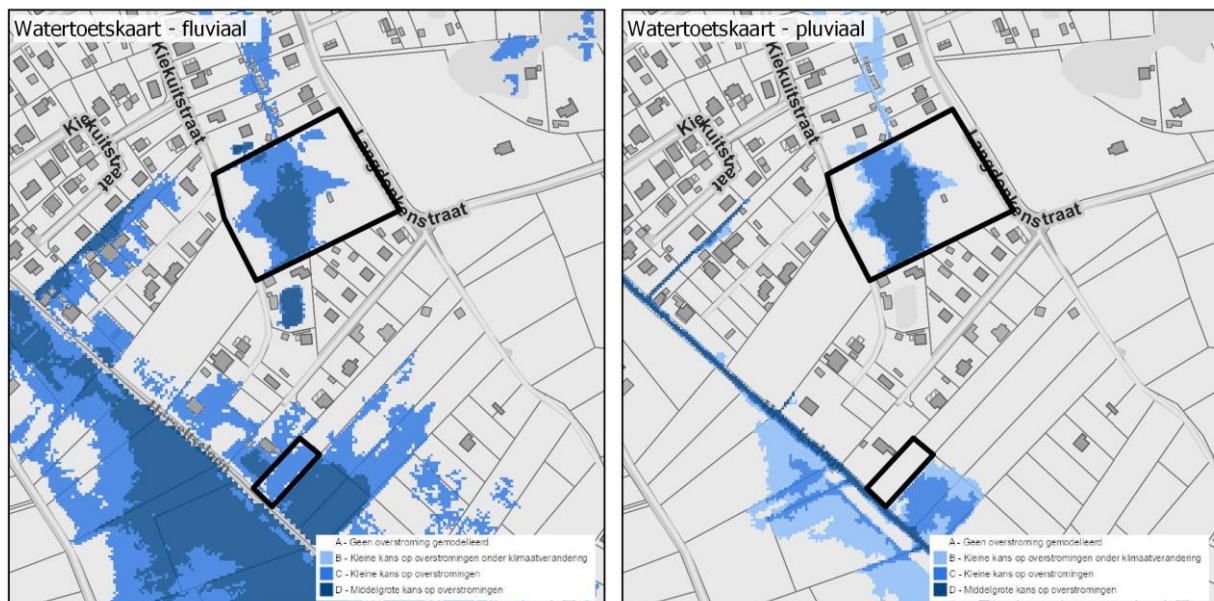 Watertoetskaart - fluviaal
Kiekuitstraat
Kiekuitstraat
Langdonkenstraat
A - Geen overstroming gemodelleerd
B - Kleine kans op overstromingen onder klimaatverandering
C - Kleine kans op overstromingen
D - Middelgrote kans op overstromingen
Watertoetskaart - pluviaal
Kiekuitstraat
Kiekuitstraat
Langdonkenstraat
A - Geen overstroming gemodelleerd
B - Kleine kans op overstromingen onder klimaatverandering
C - Kleine kans op overstromingen
D - Middelgrote kans op overstromingen